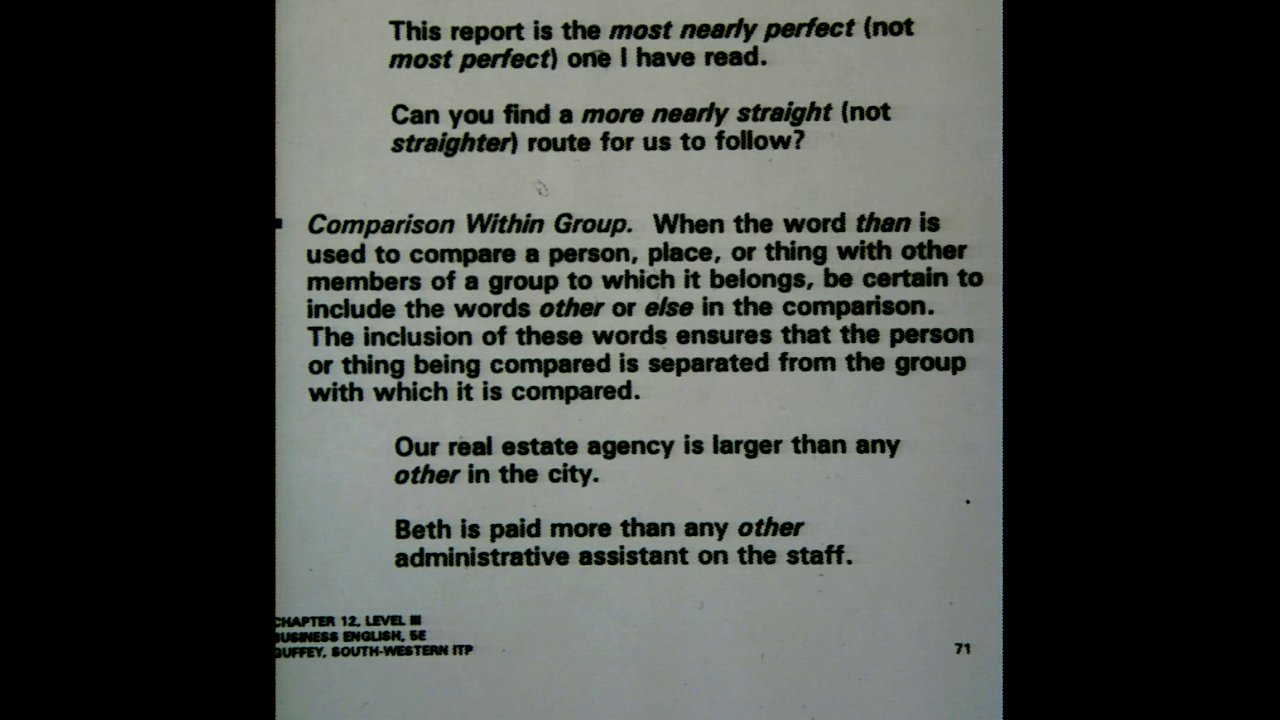 This report is the most nearly perfect (not
most perfect) one I have read.
Can you find a more nearly straight (not
straighter) route for us to follow?
Comparison Within Group. When the word than is
used to compare a person, place, or thing with other
members of a group to which it belongs, be certain to
include the words other or else in the comparison.
The inclusion of these words ensures that the person
or thing being compared is separated from the group
with which it is compared.
Our real estate agency is larger than any
other in the city.
Beth is paid more than any other
administrative assistant on the staff.
CHAPTER 12, LEVEL III
BUSINESS ENGLISH, 5E
GUFFEY, SOUTH-WESTERN ITP
71